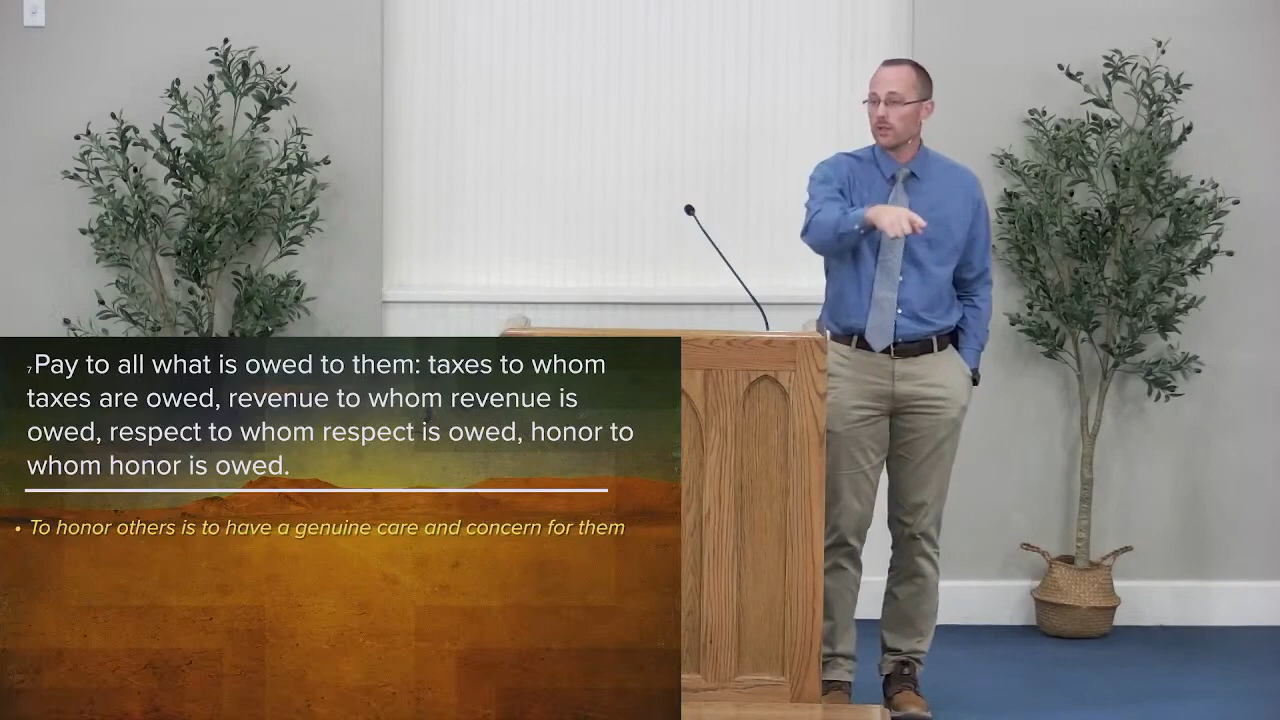 7 Pay to all what is owed to them: taxes to whom
taxes are owed, revenue to whom revenue is
owed, respect to whom respect is owed, honor to
whom honor is owed.
• To honor others is to have a genuine care and concern for them